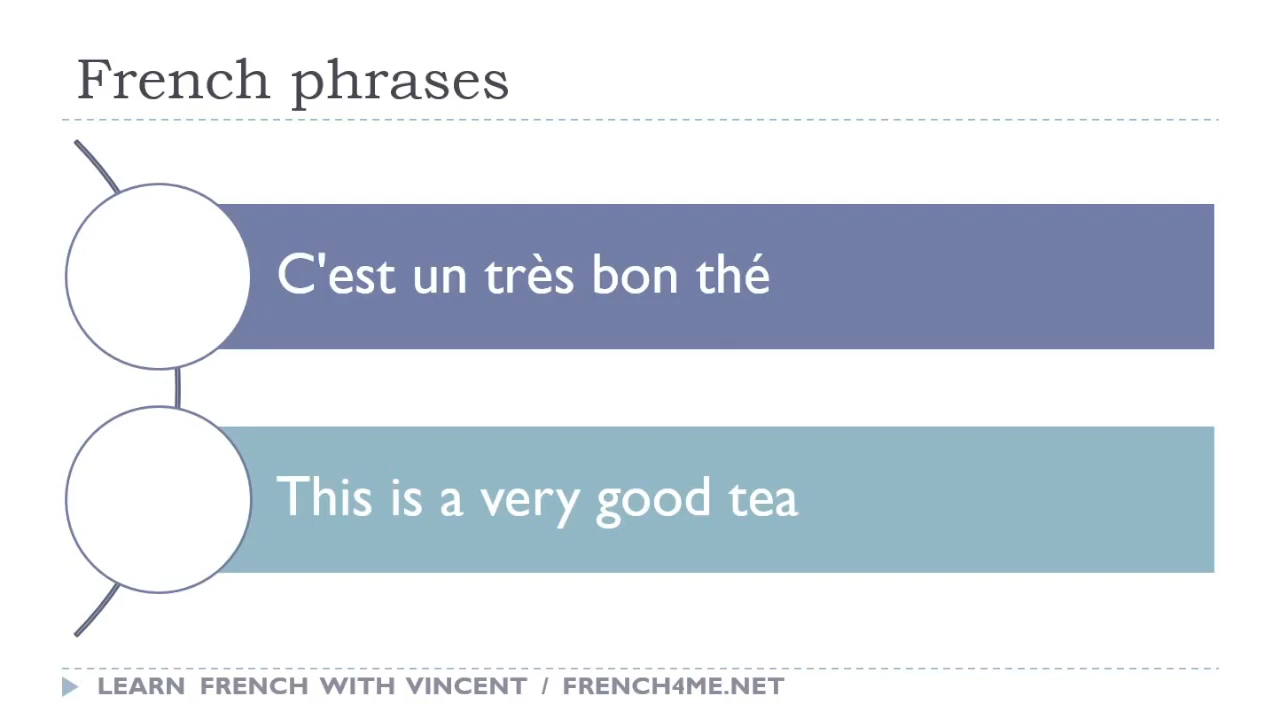 French phrases
C'est un très bon thé
This is a very good tea
LEARN FRENCH WITH VINCENT / FRENCH4ME.NET